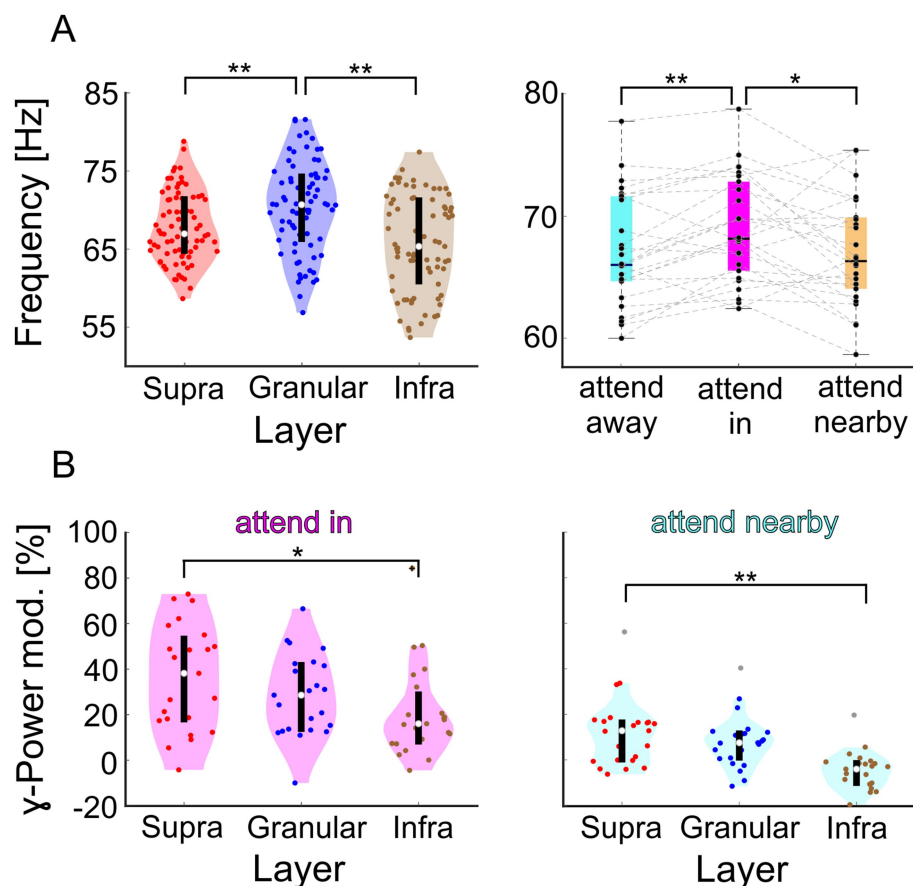 A
** **
** *
Frequency [Hz]
85
75
65
55
Supra Granular Infra
Layer
80
70
60
attend away
attend in
attend nearby
B
γ-Power mod. [%]
attend in
*
100
80
60
40
20
0
-20
Supra Granular Infra
Layer
attend nearby
**
Supra Granular Infra
Layer